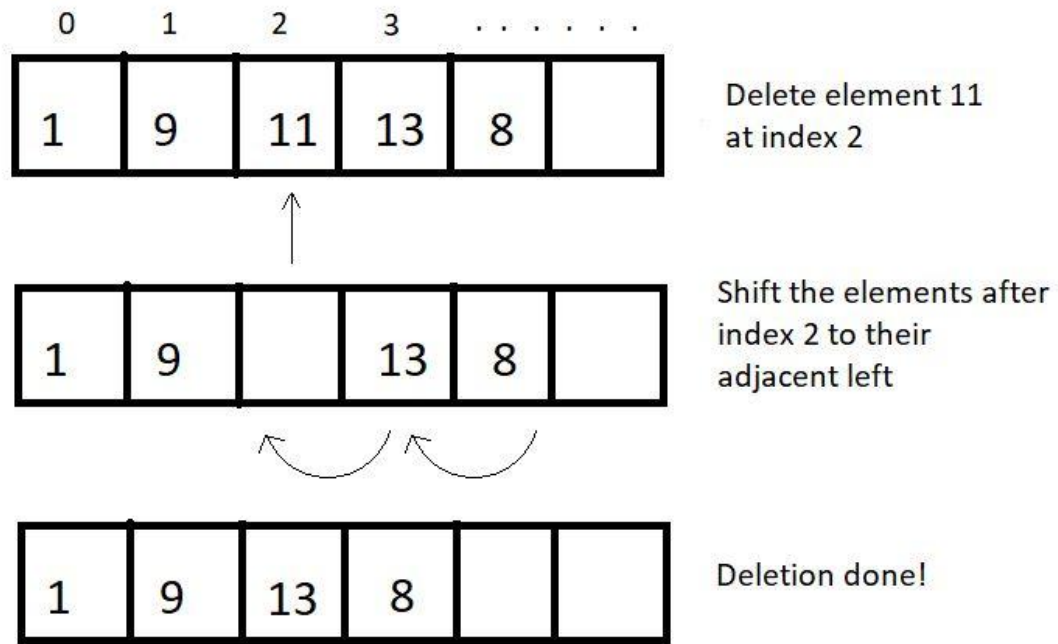 0 1 2 3 . . . . . .
1 9 11 13 8
Delete element 11
at index 2
1 9 13 8
Shift the elements after
index 2 to their
adjacent left
1 9 13 8
Deletion done!